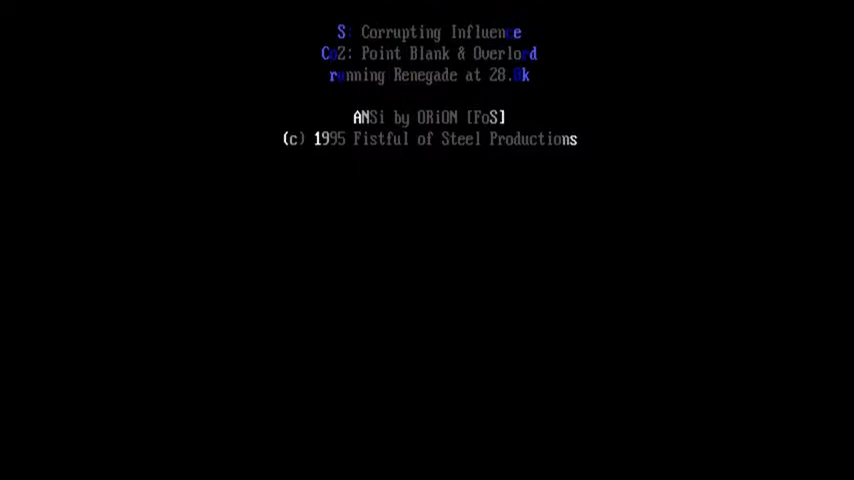 S: Corrupting Influence
CoZ: Point Blank & Overlord
running Renegade at 28.8k
ANSi by ORiON [FoS]
(c) 1995 Fistful of Steel Productions